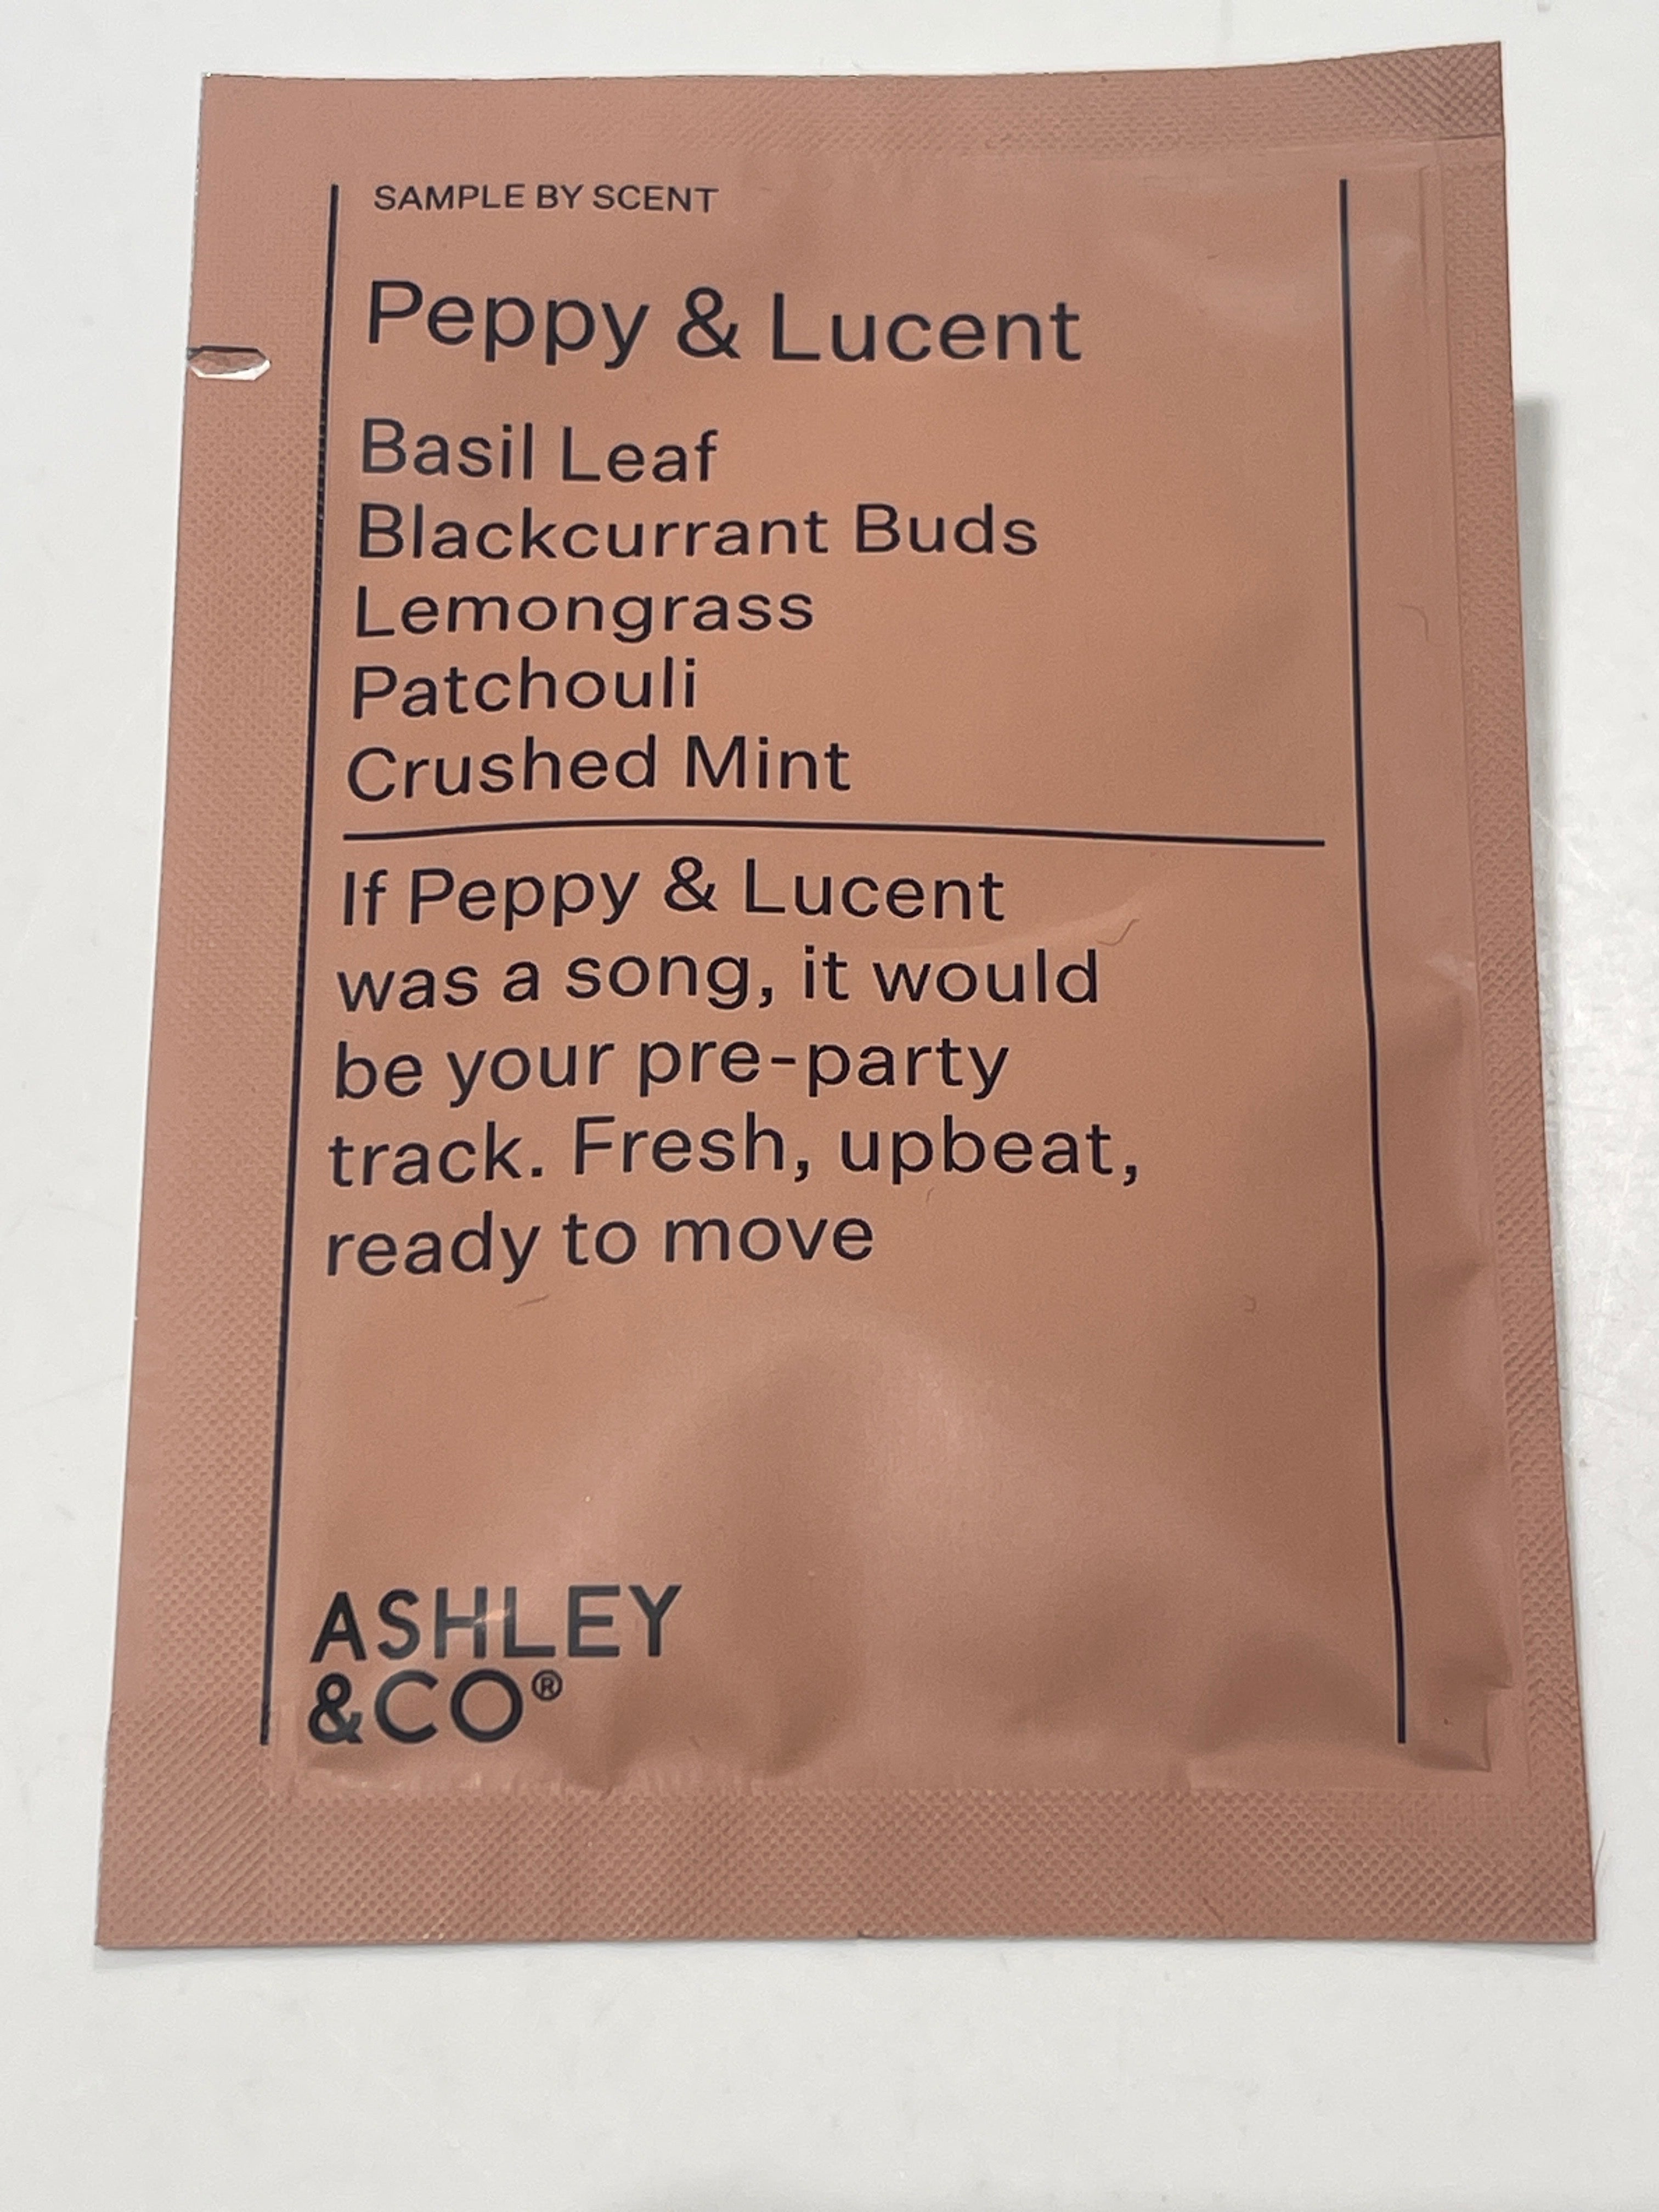 SAMPLE BY SCENT
Peppy & Lucent
Basil Leaf
Blackcurrant Buds
Lemongrass
Patchouli
Crushed Mint
If Peppy & Lucent
was a song, it would
be your pre-party
track. Fresh, upbeat,
ready to move
ASHLEY
&CO®